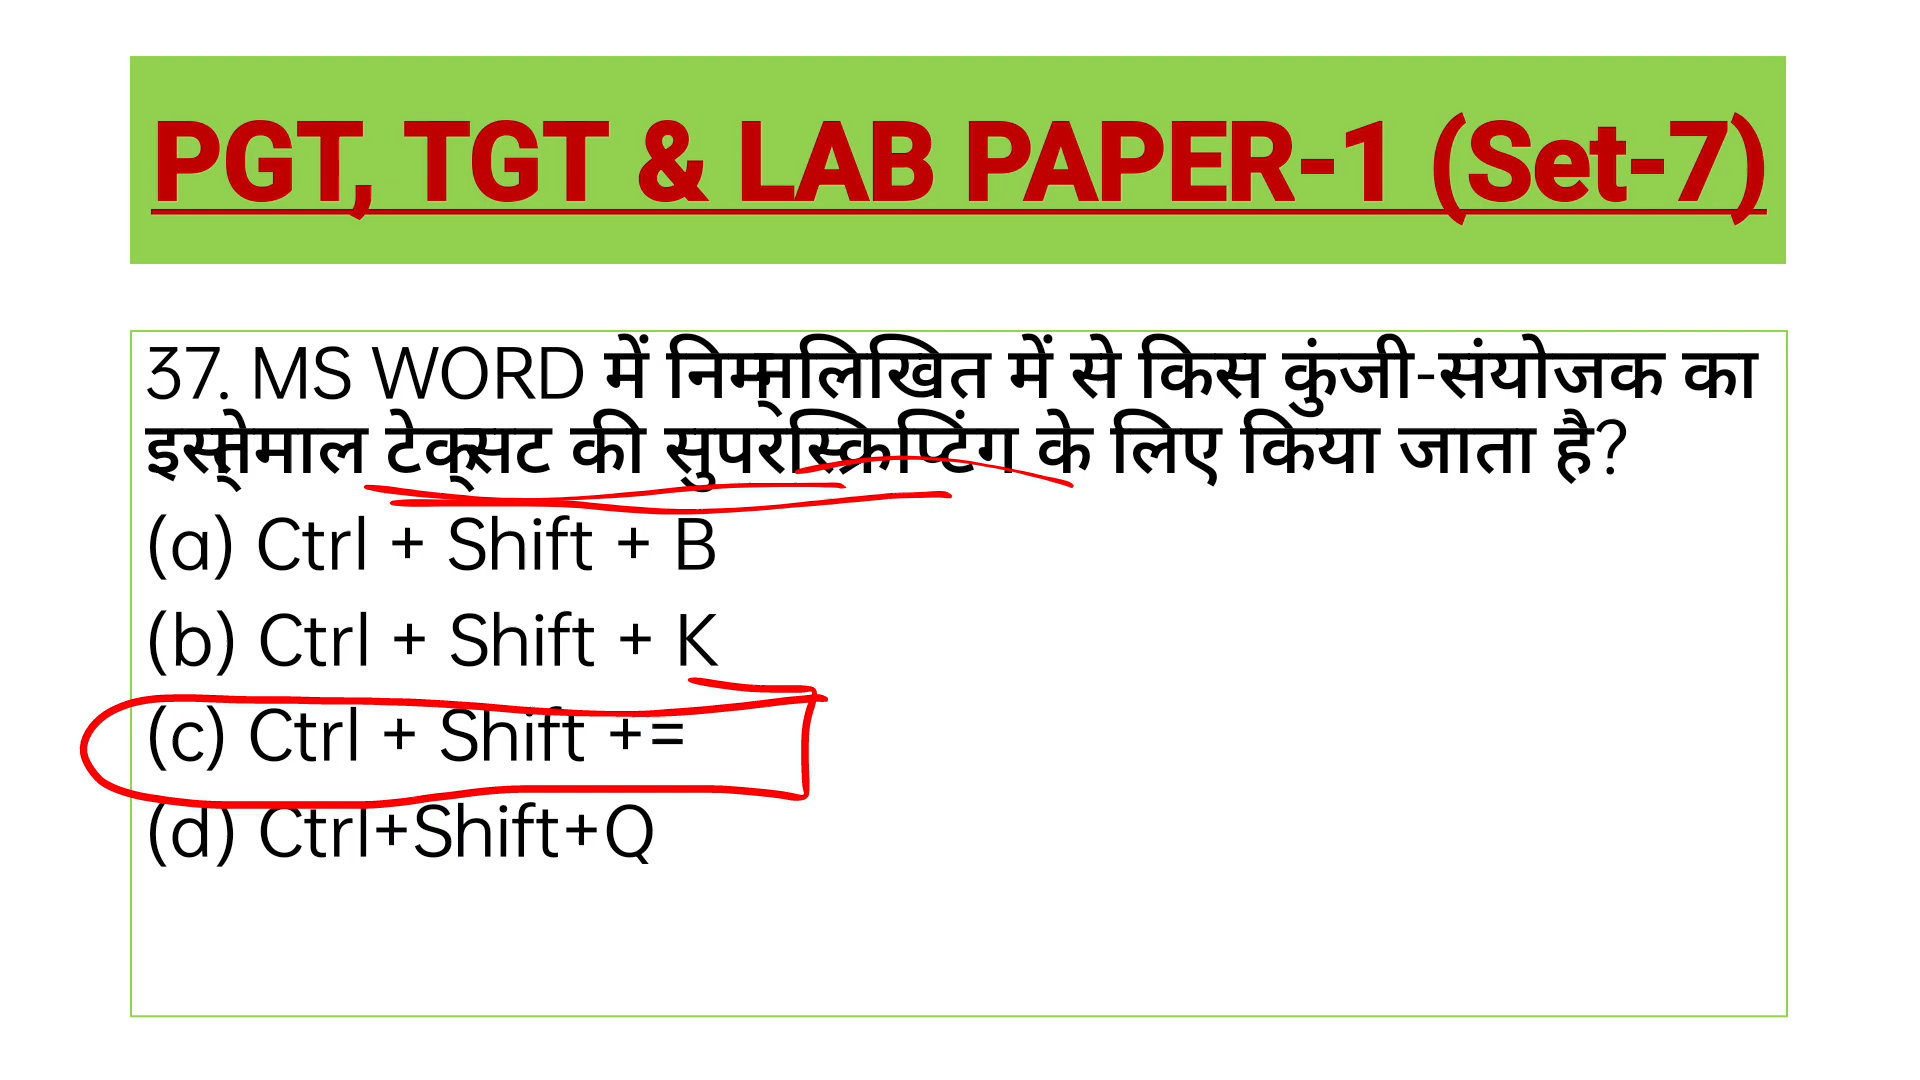 PGT, TGT & LAB PAPER-1 (Set-7)
37. MS WORD में निम्नलिखित में से किस कुंजी-संयोजक का
इस्तेमाल टेक्सट की सुपरस्क्रिप्टिंग के लिए किया जाता है?
(a) Ctrl + Shift + B
(b) Ctrl + Shift + K
(c) Ctrl + Shift +=
(d) Ctrl+Shift+Q